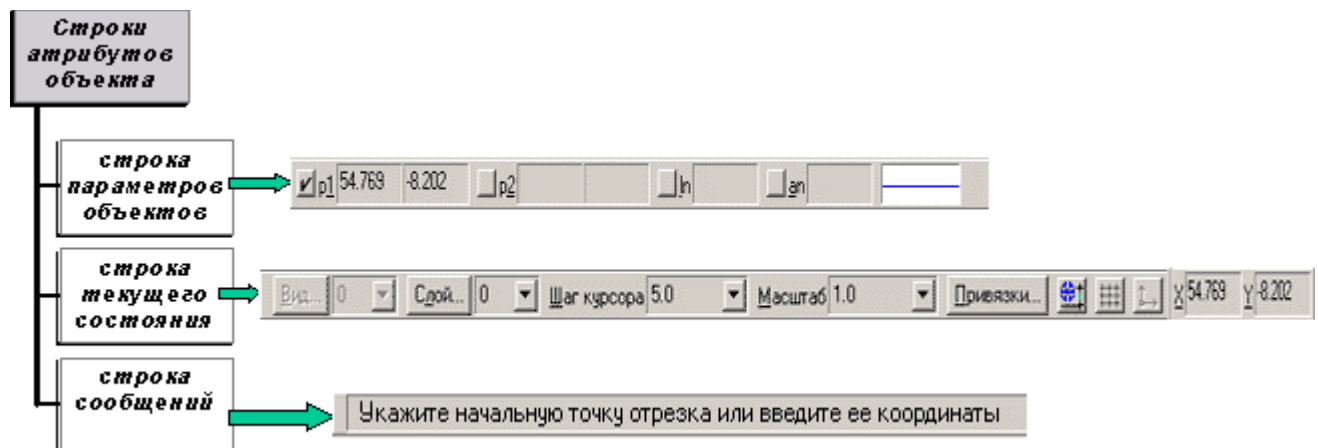 Строки
атрибутов
объекта
строка
параметров
объектов
p1 54.769 -8.202 p2 ln an
строка
текущего
состояния
Вид... 0 Слой... 0 Шаг курсора 5.0 Масштаб 1.0 Привязки... X 54.769 Y -8.202
строка
сообщений
Укажите начальную точку отрезка или введите ее координаты